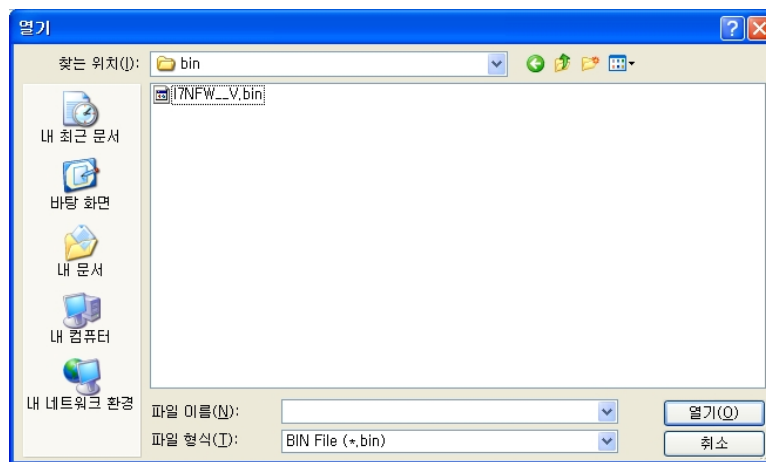 열기
찾는 위치(I): bin
I7NFW__V.bin
내 최근 문서
바탕 화면
내 문서
내 컴퓨터
내 네트워크 환경
파일 이름(N): 열기(O)
파일 형식(T): BIN File (*.bin) 취소